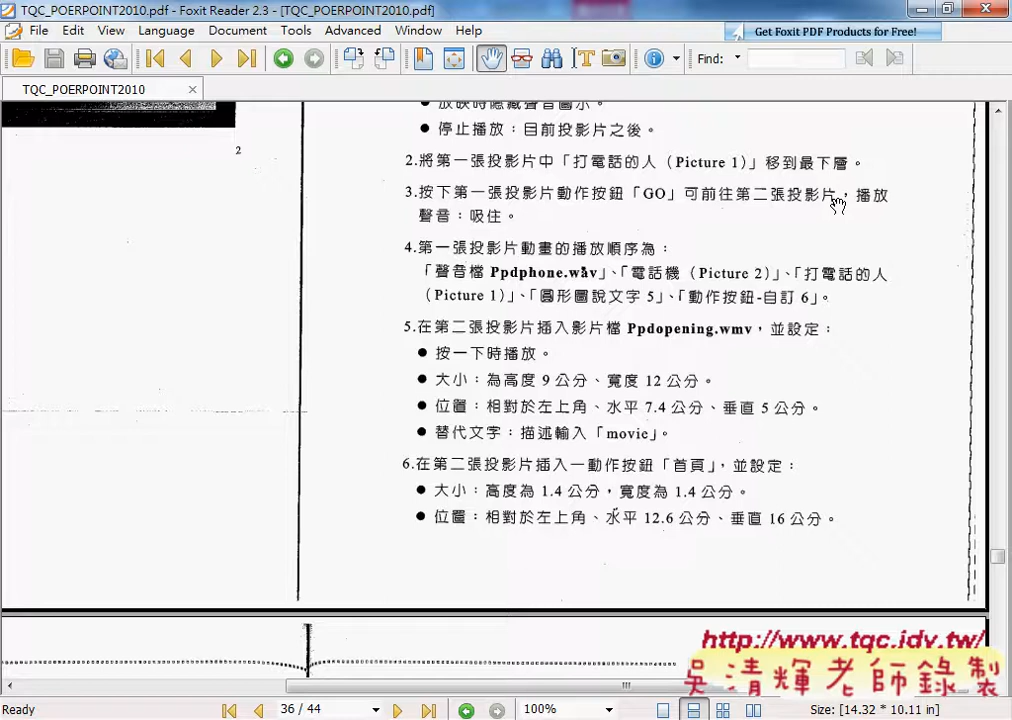 TQC_POERPOINT2010.pdf - Foxit Reader 2.3 - [TQC_POERPOINT2010.pdf]
File Edit View Language Document Tools Advanced Window Help
Get Foxit PDF Products for Free!
Find:
TQC_POERPOINT2010
放映時隱藏聲音圖示。
● 停止播放：目前投影片之後。
2
2.將第一張投影片中「打電話的人（Picture 1）」移到最下層。
3.按下第一張投影片動作按鈕「GO」可前往第二張投影片，播放
聲音：吸住。
4.第一張投影片動畫的播放順序為：
「聲音檔 Ppdphone.wav」、「電話機（Picture 2）」、「打電話的人
（Picture 1）」、「圓形圖說文字 5」、「動作按鈕-自訂 6」。
5.在第二張投影片插入影片檔 Ppdopening.wmv，並設定：
● 按一下時播放。
● 大小：為高度 9 公分、寬度 12 公分。
● 位置：相對於左上角、水平 7.4 公分、垂直 5 公分。
● 替代文字：描述輸入「movie」。
6.在第二張投影片插入一動作按鈕「首頁」，並設定：
● 大小：高度為 1.4 公分，寬度為 1.4 公分。
● 位置：相對於左上角、水平 12.6 公分、垂直 16 公分。
http://www.tqc.idv.tw/
吳清輝老師錄製
Ready
36 / 44
100%
Size: [14.32 * 10.11 in]